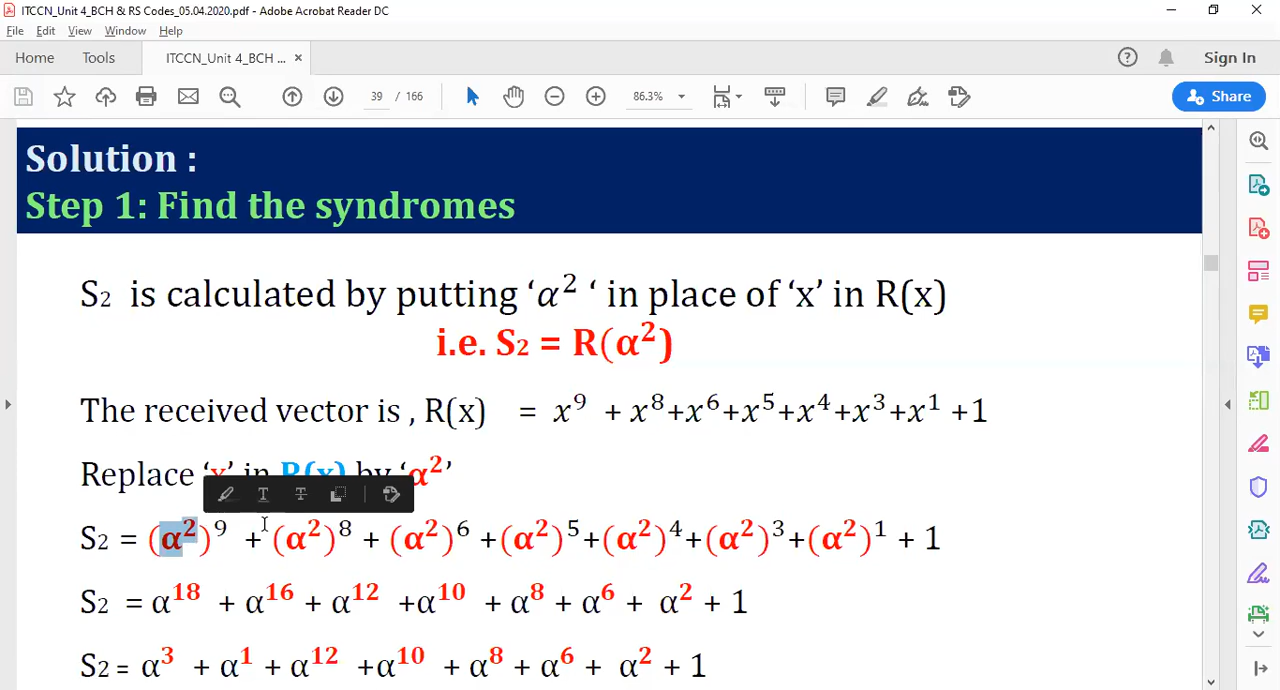 ITCCN_Unit 4_BCH & RS Codes_05.04.2020.pdf - Adobe Acrobat Reader DC
File Edit View Window Help
Home Tools ITCCN_Unit 4_BCH ... × Sign In
39 / 166 86.3% Share
Solution :
Step 1: Find the syndromes
S₂ is calculated by putting ‘α² ‘ in place of ‘x’ in R(x)
i.e. S₂ = R(α²)
The received vector is , R(x) = x⁹ + x⁸+x⁶+x⁵+x⁴+x³+x¹ +1
Replace ‘x’ in R(x) by ‘α²’
S₂ = (α²)⁹ + (α²)⁸ + (α²)⁶ +(α²)⁵+(α²)⁴+(α²)³+(α²)¹ + 1
S₂ = α¹⁸ + α¹⁶ + α¹² +α¹⁰ + α⁸ + α⁶ + α² + 1
S₂ = α³ + α¹ + α¹² +α¹⁰ + α⁸ + α⁶ + α² + 1